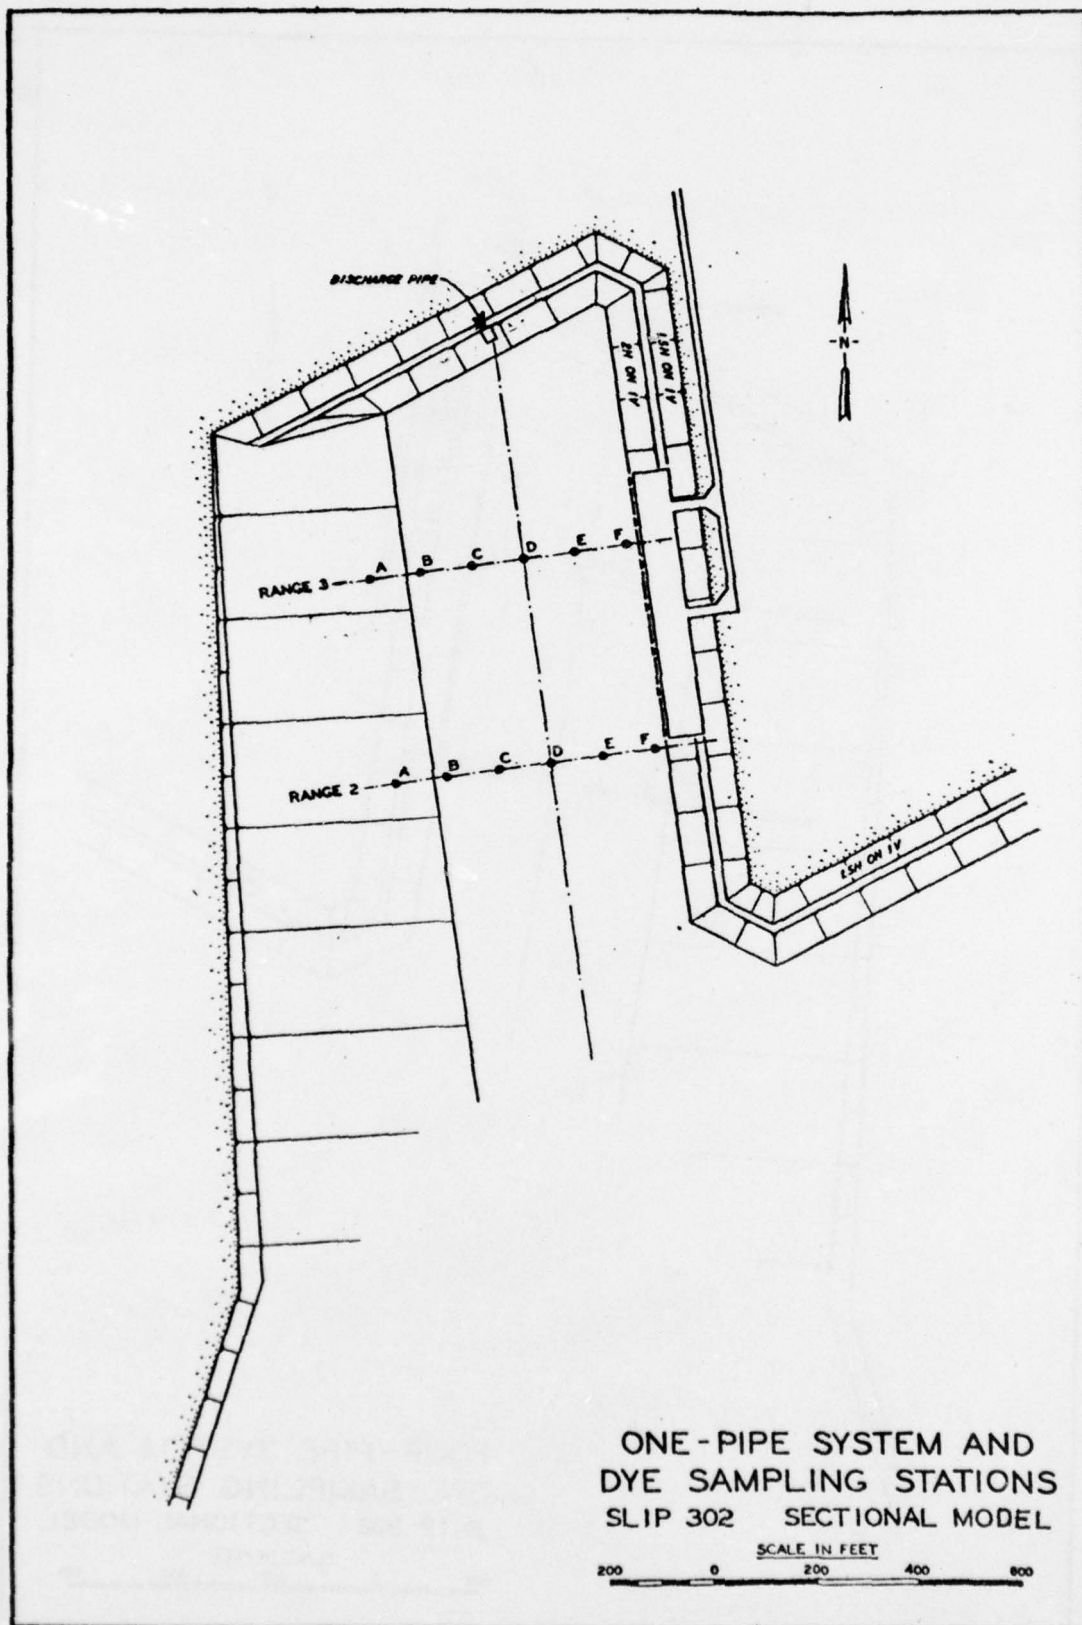 DISCHARGE PIPE
-N-
2H ON 1V
1.5H ON 1V
A B C D E F
RANGE 3
A B C D E F
RANGE 2
1.5H ON 1V
ONE-PIPE SYSTEM AND
DYE SAMPLING STATIONS
SLIP 302 SECTIONAL MODEL
SCALE IN FEET
200 0 200 400 600